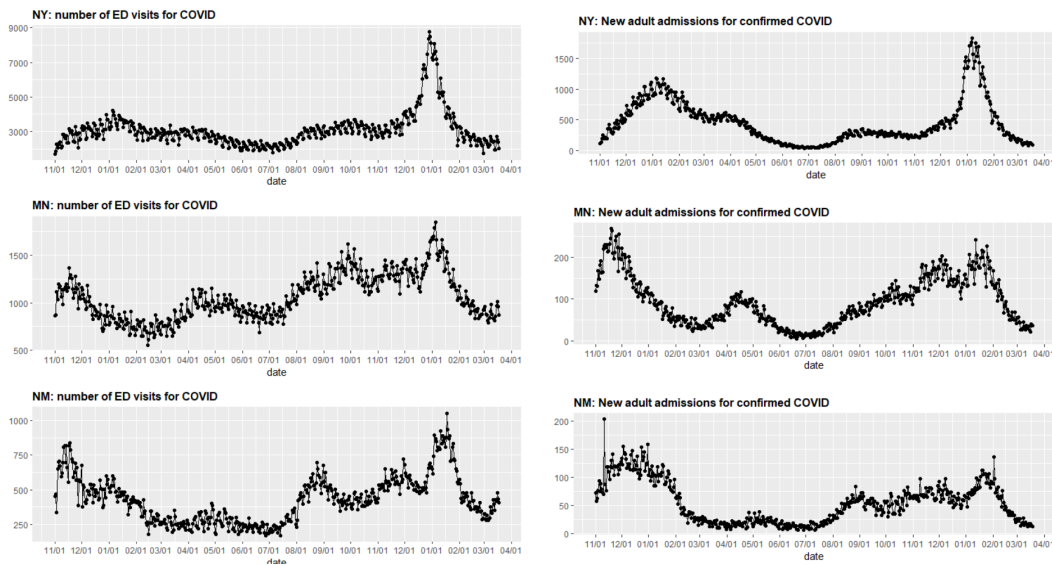 NY: number of ED visits for COVID
9000
7000
5000
3000
11/01 12/01 01/01 02/01 03/01 04/01 05/01 06/01 07/01 08/01 09/01 10/01 11/01 12/01 01/01 02/01 03/01 04/01
date
NY: New adult admissions for confirmed COVID
1500
1000
500
0
11/01 12/01 01/01 02/01 03/01 04/01 05/01 06/01 07/01 08/01 09/01 10/01 11/01 12/01 01/01 02/01 03/01 04/01
date
MN: number of ED visits for COVID
1500
1000
500
11/01 12/01 01/01 02/01 03/01 04/01 05/01 06/01 07/01 08/01 09/01 10/01 11/01 12/01 01/01 02/01 03/01 04/01
date
MN: New adult admissions for confirmed COVID
200
100
0
11/01 12/01 01/01 02/01 03/01 04/01 05/01 06/01 07/01 08/01 09/01 10/01 11/01 12/01 01/01 02/01 03/01 04/01
date
NM: number of ED visits for COVID
1000
750
500
250
11/01 12/01 01/01 02/01 03/01 04/01 05/01 06/01 07/01 08/01 09/01 10/01 11/01 12/01 01/01 02/01 03/01 04/01
date
NM: New adult admissions for confirmed COVID
200
150
100
50
0
11/01 12/01 01/01 02/01 03/01 04/01 05/01 06/01 07/01 08/01 09/01 10/01 11/01 12/01 01/01 02/01 03/01 04/01
date